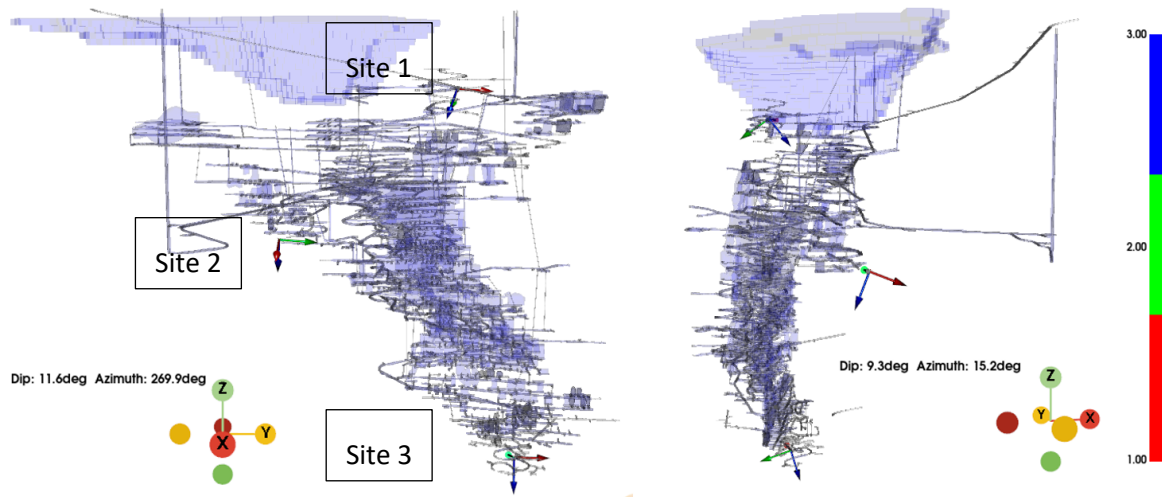 Site 1
Site 2
Site 3
Dip: 11.6deg Azimuth: 269.9deg
Z
X
Y
Dip: 9.3deg Azimuth: 15.2deg
Z
Y
X
3.00
2.00
1.00